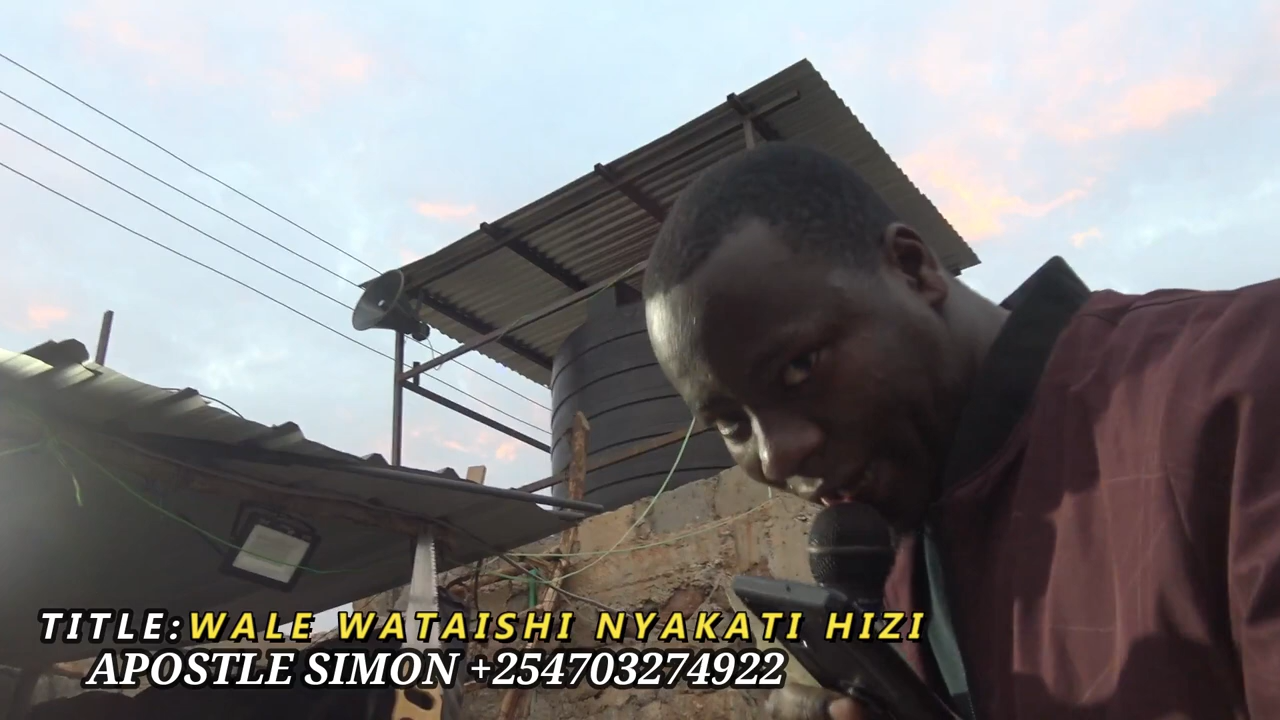 TITLE:WALE WATAISHI NYAKATI HIZI
APOSTLE SIMON +254703274922